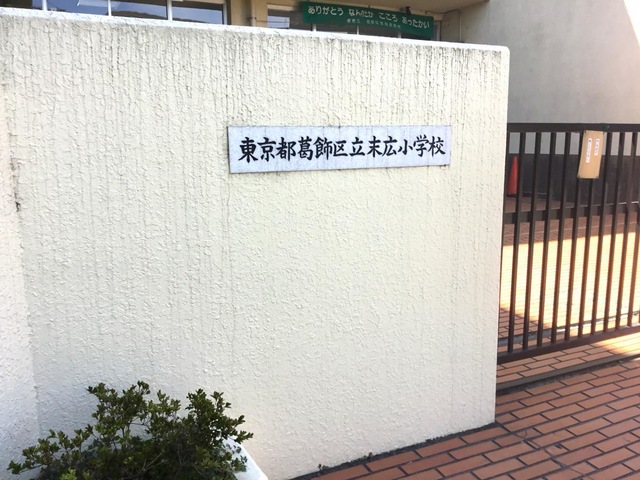 ありがとう なんだか こころ あったかい
東京都葛飾区立末広小学校